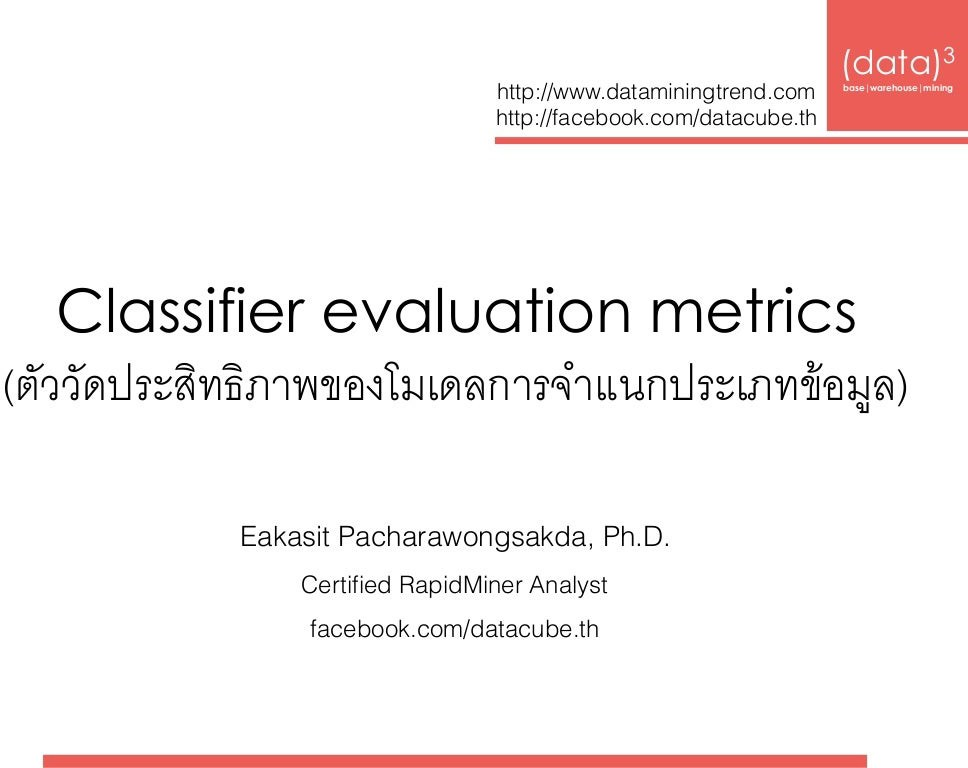 http://www.dataminingtrend.com
http://facebook.com/datacube.th
(data)3
base|warehouse|mining
Classifier evaluation metrics
(ตัววัดประสิทธิภาพของโมเดลการจำแนกประเภทข้อมูล)
Eakasit Pacharawongsakda, Ph.D.
Certified RapidMiner Analyst
facebook.com/datacube.th